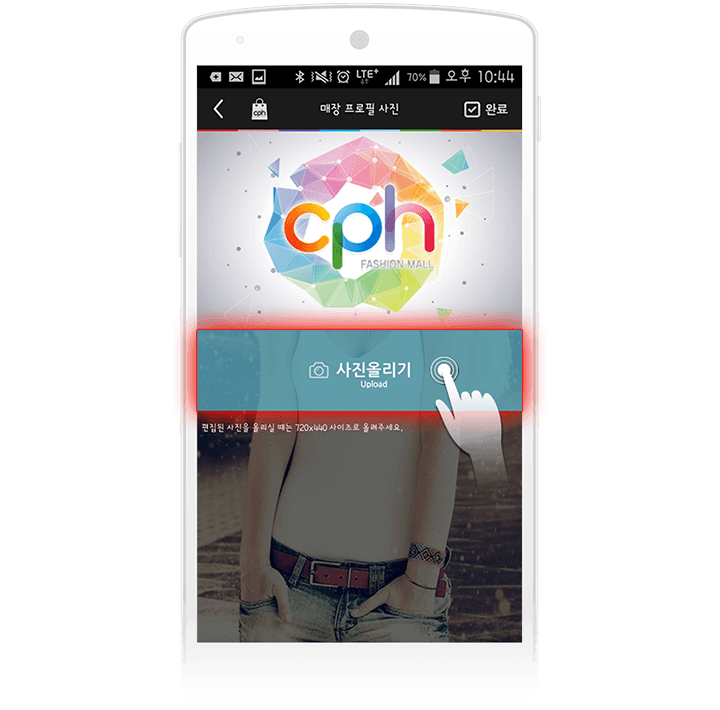 LTE+ 70% 오후 10:44
cph 매장 프로필 사진 완료
cph
FASHION MALL
사진올리기
Upload
편집된 사진을 올리실 때는 720x440 사이즈로 올려주세요.